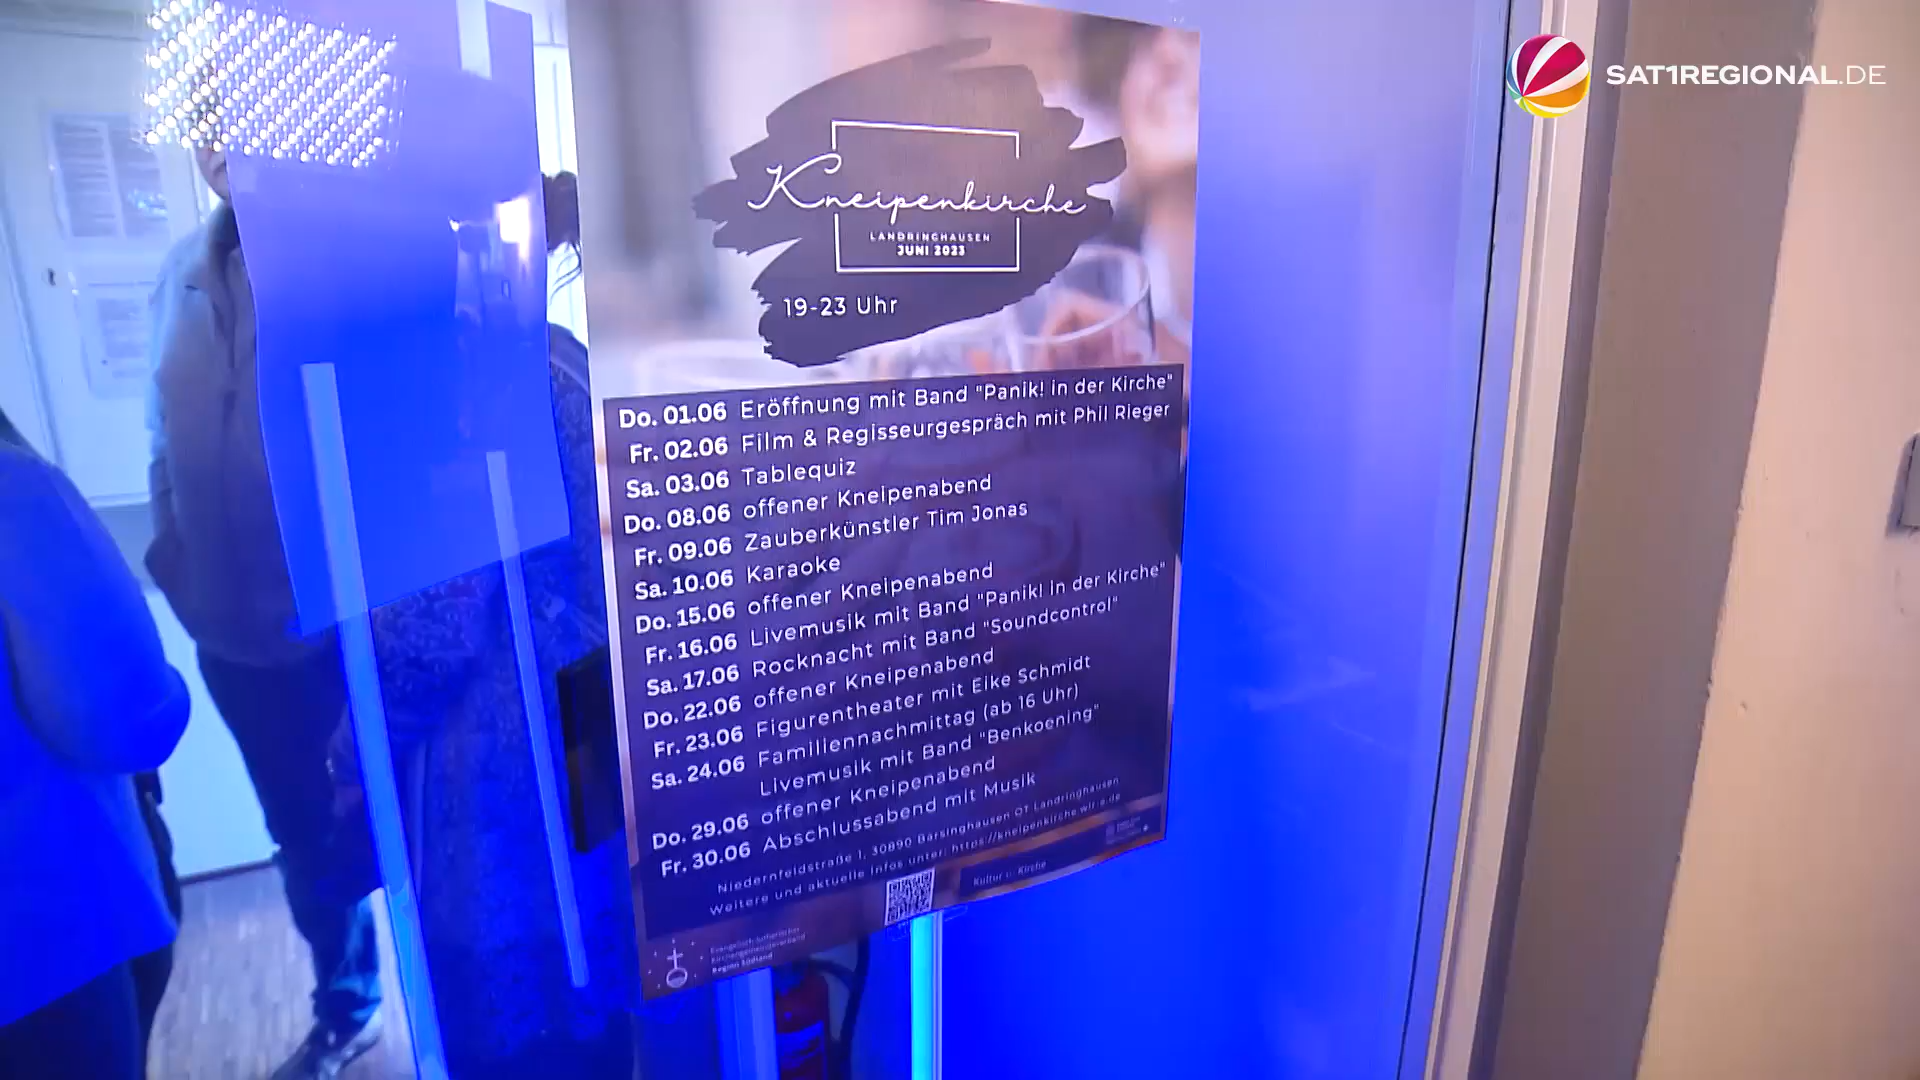 SAT1REGIONAL.DE
Kneipenkirche
LANDRINGHAUSEN
JUNI 2023
19-23 Uhr
Do. 01.06 Eröffnung mit Band "Panik! in der Kirche"
Fr. 02.06 Film & Regisseurgespräch mit Phil Rieger
Sa. 03.06 Tablequiz
Do. 08.06 offener Kneipenabend
Fr. 09.06 Zauberkünstler Tim Jonas
Sa. 10.06 Karaoke
Do. 15.06 offener Kneipenabend
Fr. 16.06 Livemusik mit Band "Panik! in der Kirche"
Sa. 17.06 Rocknacht mit Band "Soundcontrol"
Do. 22.06 offener Kneipenabend
Fr. 23.06 Figurentheater mit Eike Schmidt
Sa. 24.06 Familiennachmittag (ab 16 Uhr)
Livemusik mit Band "Benkoening"
Do. 29.06 offener Kneipenabend
Fr. 30.06 Abschlussabend mit Musik
Niedernfeldstraße 1, 30890 Barsinghausen OT Landringhausen
Weitere und aktuelle Infos unter: https://kneipenkirche.wir-e.de
Evangelisch-lutherischer
Kirchengemeindeverband
Region Südland